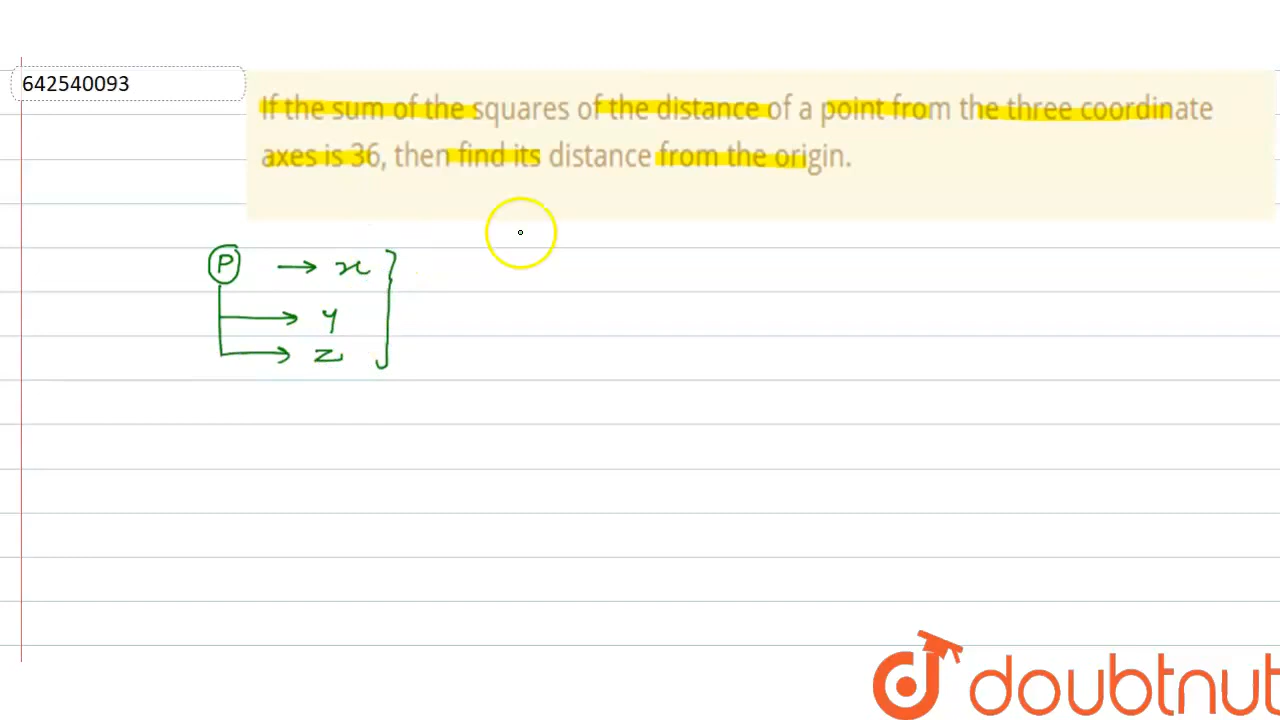 642540093
If the sum of the squares of the distance of a point from the three coordinate
axes is 36, then find its distance from the origin.
P → x
y
z
doubtnut